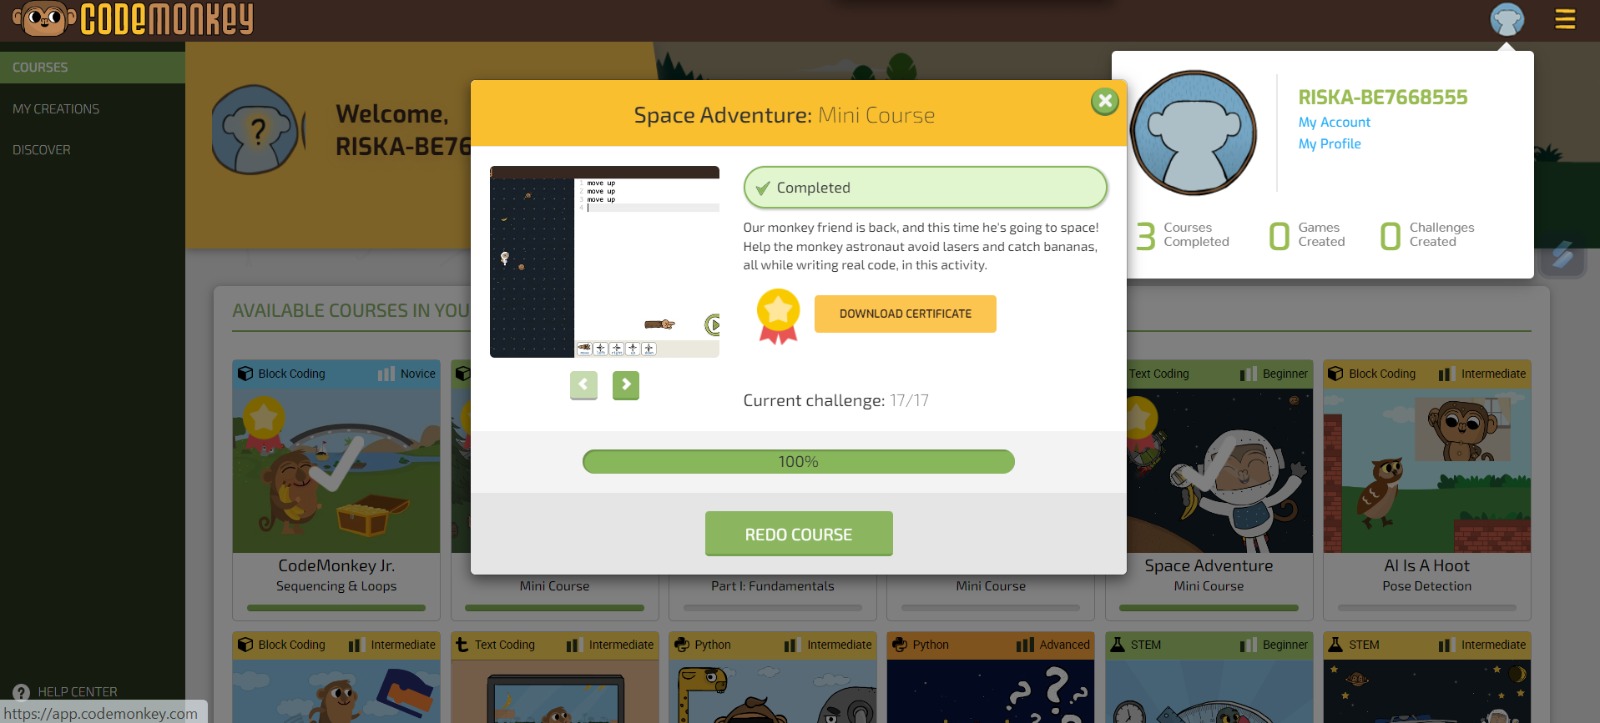 CODEMONKEY
COURSES
MY CREATIONS
DISCOVER
HELP CENTER
https://app.codemonkey.com
Welcome,
RISKA-BE76
RISKA-BE7668555
My Account
My Profile
3 Courses Completed
0 Games Created
0 Challenges Created
Space Adventure: Mini Course
1 move up
2 move up
3 move up
4
Completed
Our monkey friend is back, and this time he's going to space!
Help the monkey astronaut avoid lasers and catch bananas,
all while writing real code, in this activity.
DOWNLOAD CERTIFICATE
Current challenge: 17/17
100%
REDO COURSE
AVAILABLE COURSES IN YOU
Block Coding Novice
Text Coding Beginner
Block Coding Intermediate
CodeMonkey Jr.
Sequencing & Loops
Mini Course
Part I: Fundamentals
Mini Course
Space Adventure
Mini Course
AI Is A Hoot
Pose Detection
Block Coding Intermediate
Text Coding Intermediate
Python Intermediate
Python Advanced
STEM Beginner
STEM Intermediate